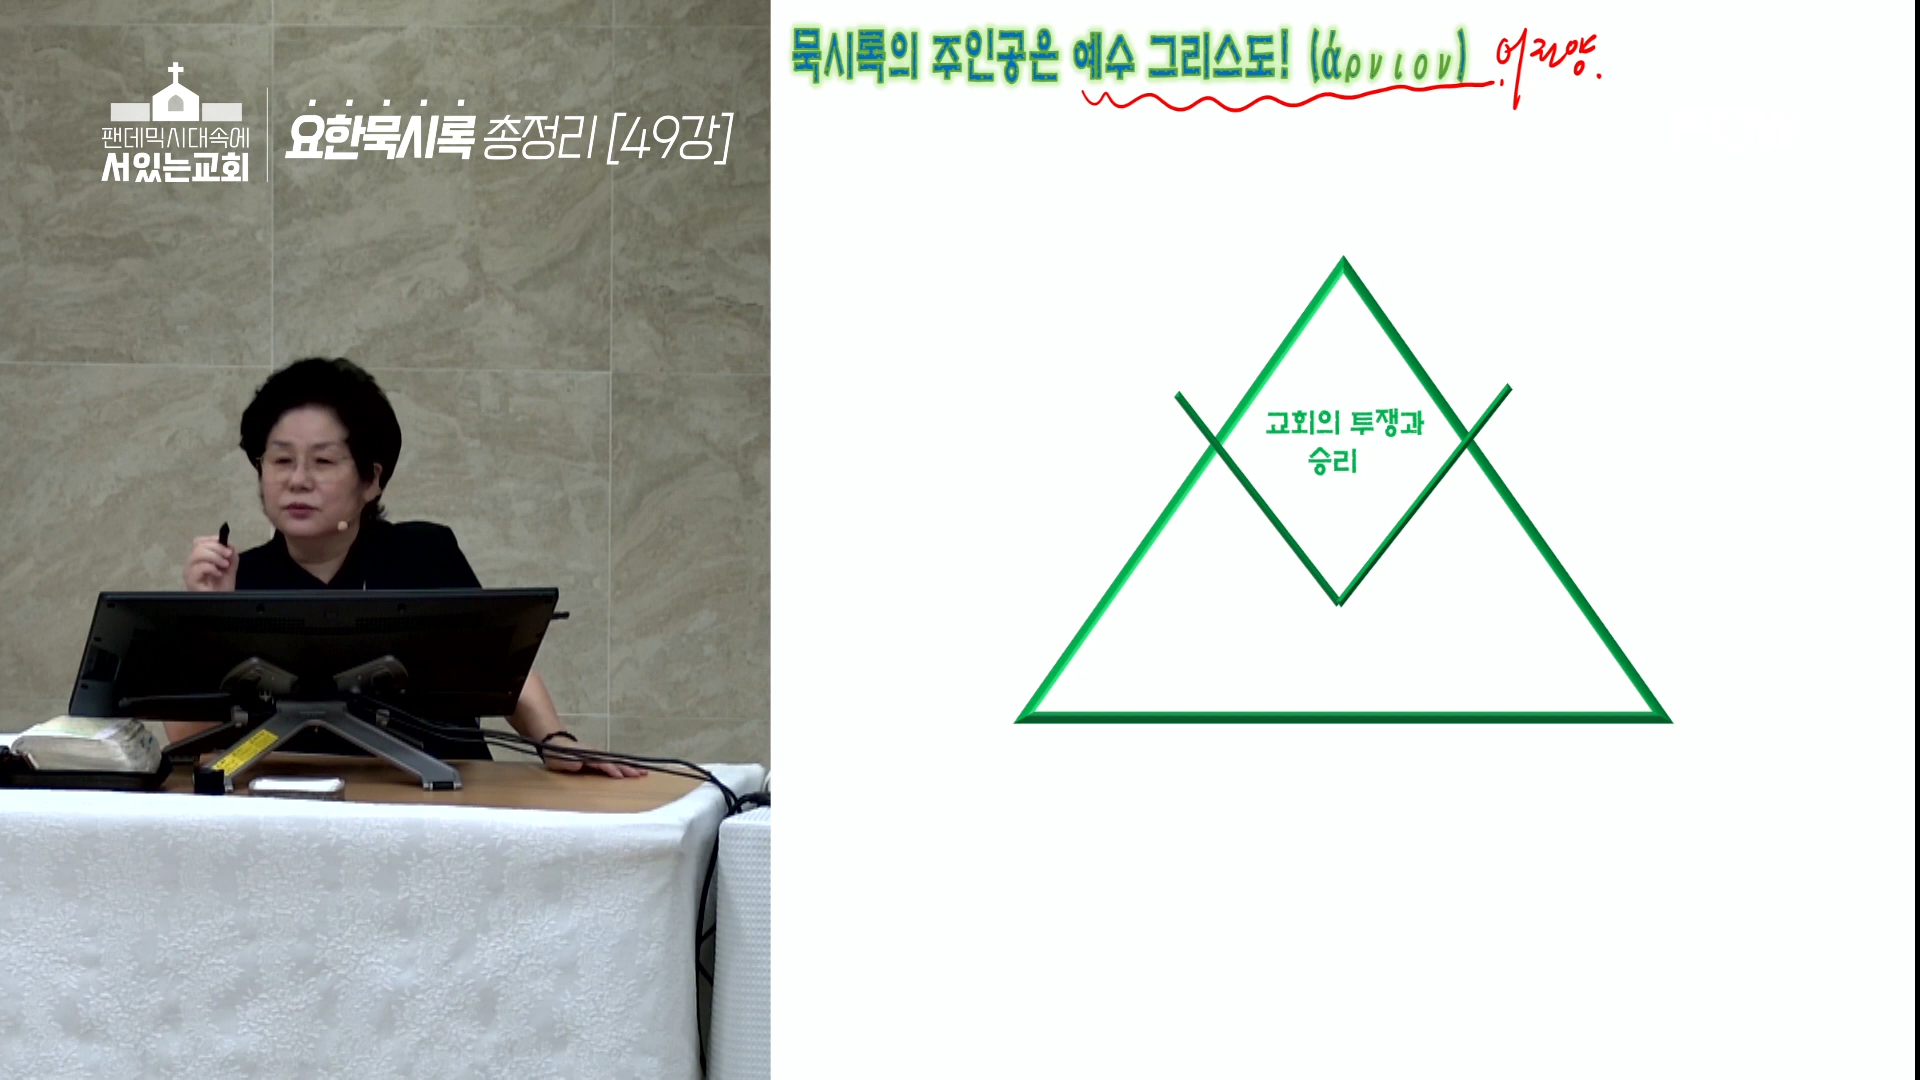 팬데믹시대속에
서있는교회
요한묵시록 총정리 [49강]
묵시록의 주인공은 예수 그리스도! (άρνιον) 어린양.
교회의 투쟁과
승리